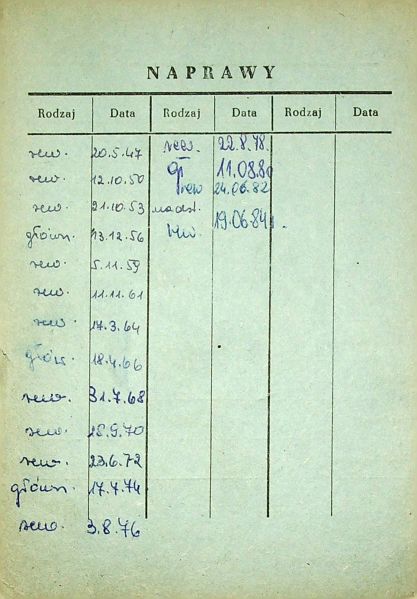 NAPRAWY
Rodzaj Data Rodzaj Data Rodzaj Data
rew. 20.5.47 rew. 22.8.78.
rew. 12.10.50 gł 11.08.80
rew. 21.10.53 rew 24.06.82
główn. 13.12.56 19.06.84
rew. 5.11.59
rew. 11.11.61
rew. 17.3.64
główn. 18.4.66
rew. 31.7.68
rew. 15.9.70
rew. 23.6.72
główn. 17.4.74
rew. 3.8.76